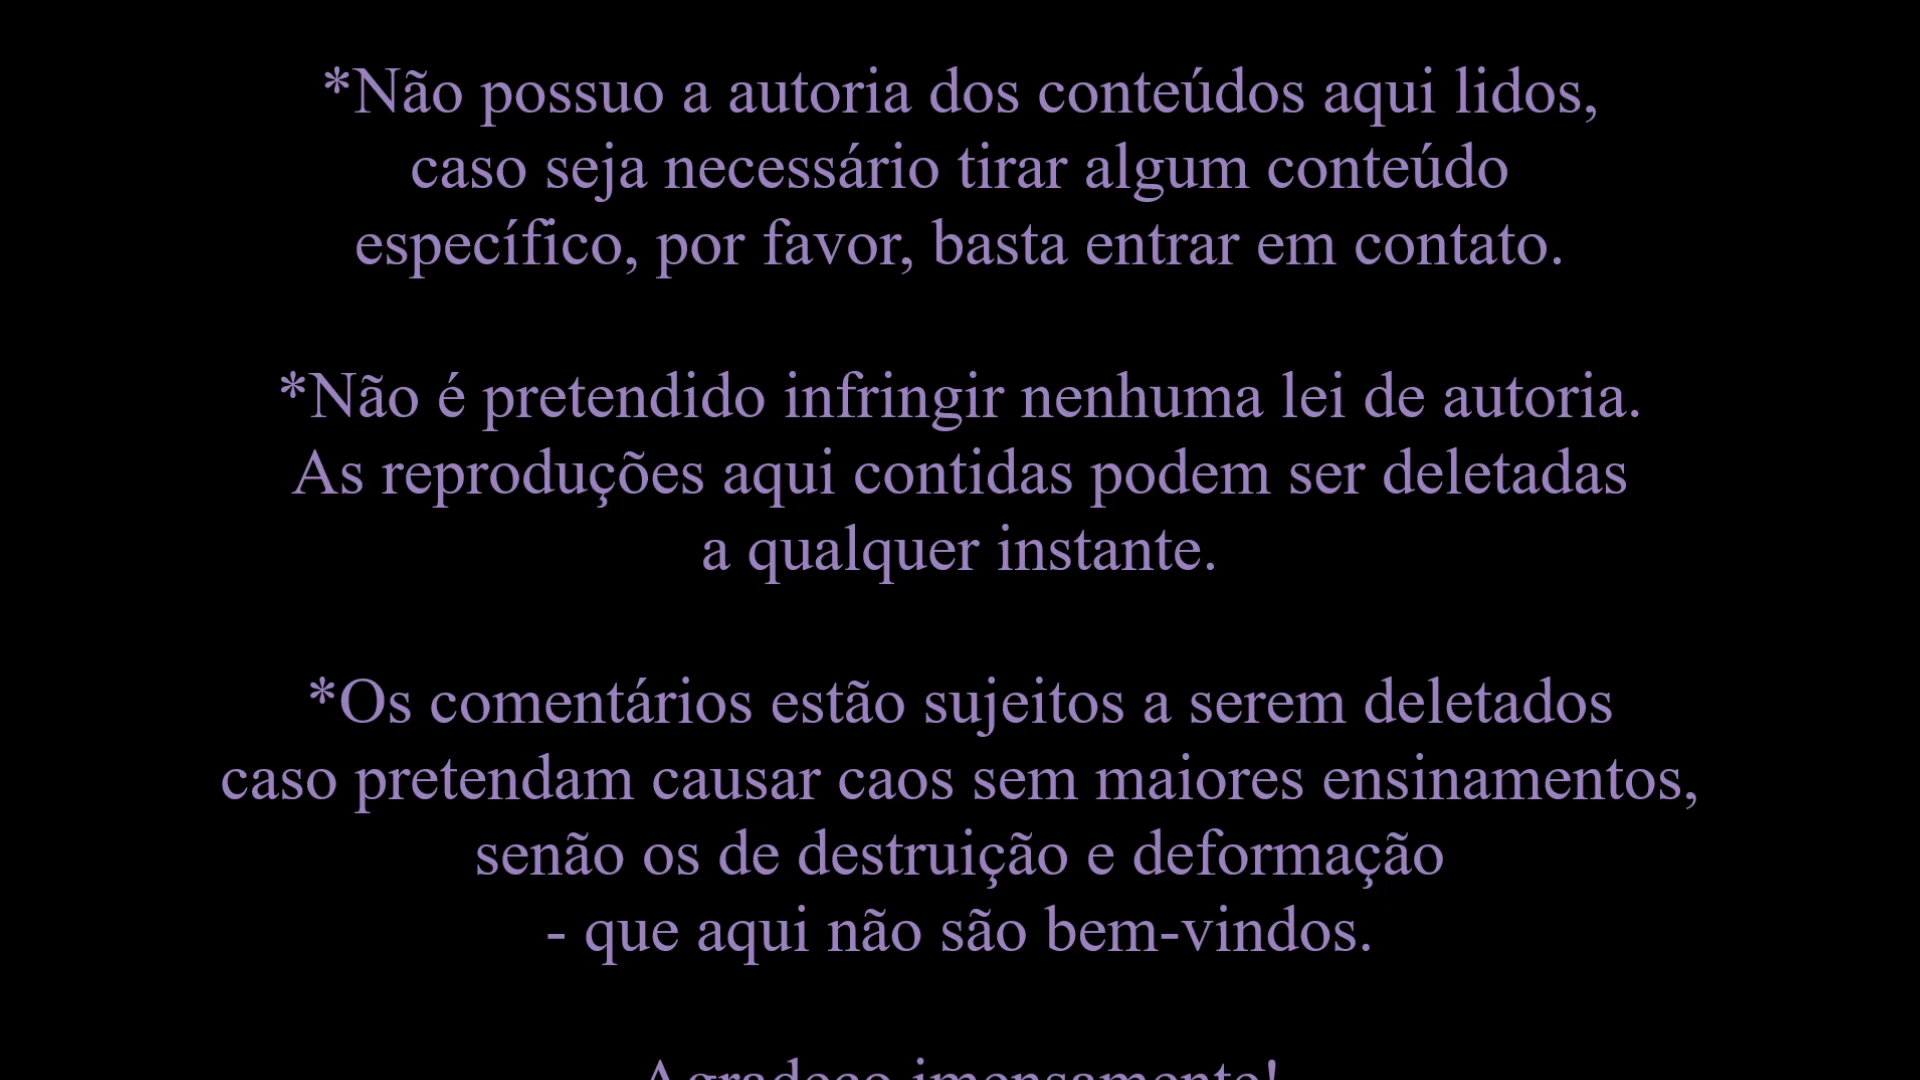 *Não possuo a autoria dos conteúdos aqui lidos,
caso seja necessário tirar algum conteúdo
específico, por favor, basta entrar em contato.
*Não é pretendido infringir nenhuma lei de autoria.
As reproduções aqui contidas podem ser deletadas
a qualquer instante.
*Os comentários estão sujeitos a serem deletados
caso pretendam causar caos sem maiores ensinamentos,
senão os de destruição e deformação
- que aqui não são bem-vindos.
Agradeço imensamente!